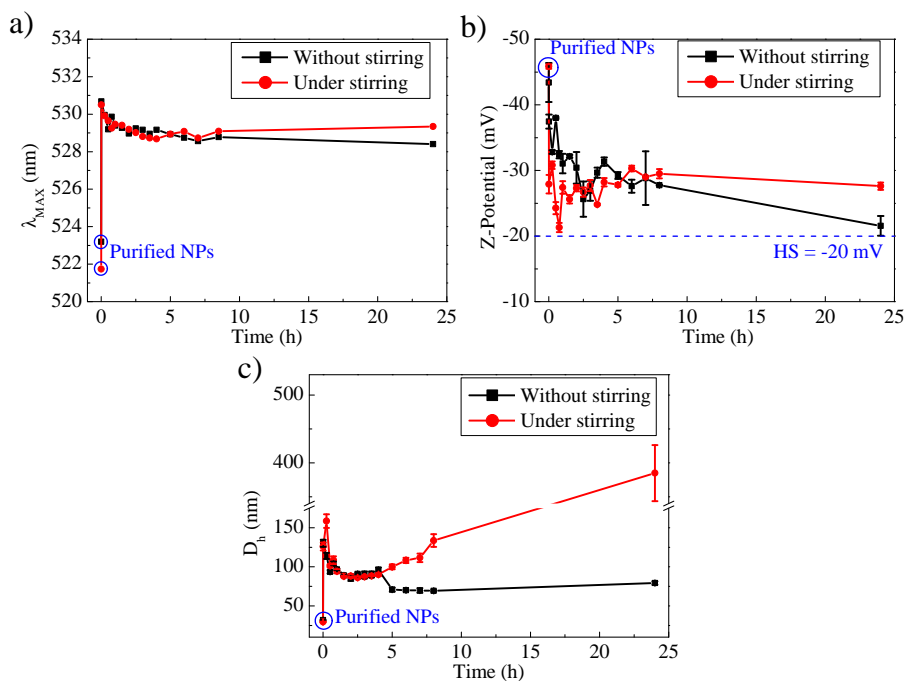 a)
534
532
530
528
526
524
522
520
λMAX (nm)
Without stirring
Under stirring
Purified NPs
0 5 10 15 20 25
Time (h)
b)
-50
-40
-30
-20
-10
Z-Potential (mV)
Purified NPs
Without stirring
Under stirring
HS = -20 mV
0 5 10 15 20 25
Time (h)
c)
500
400
150
100
50
Dh (nm)
Without stirring
Under stirring
Purified NPs
0 5 10 15 20 25
Time (h)